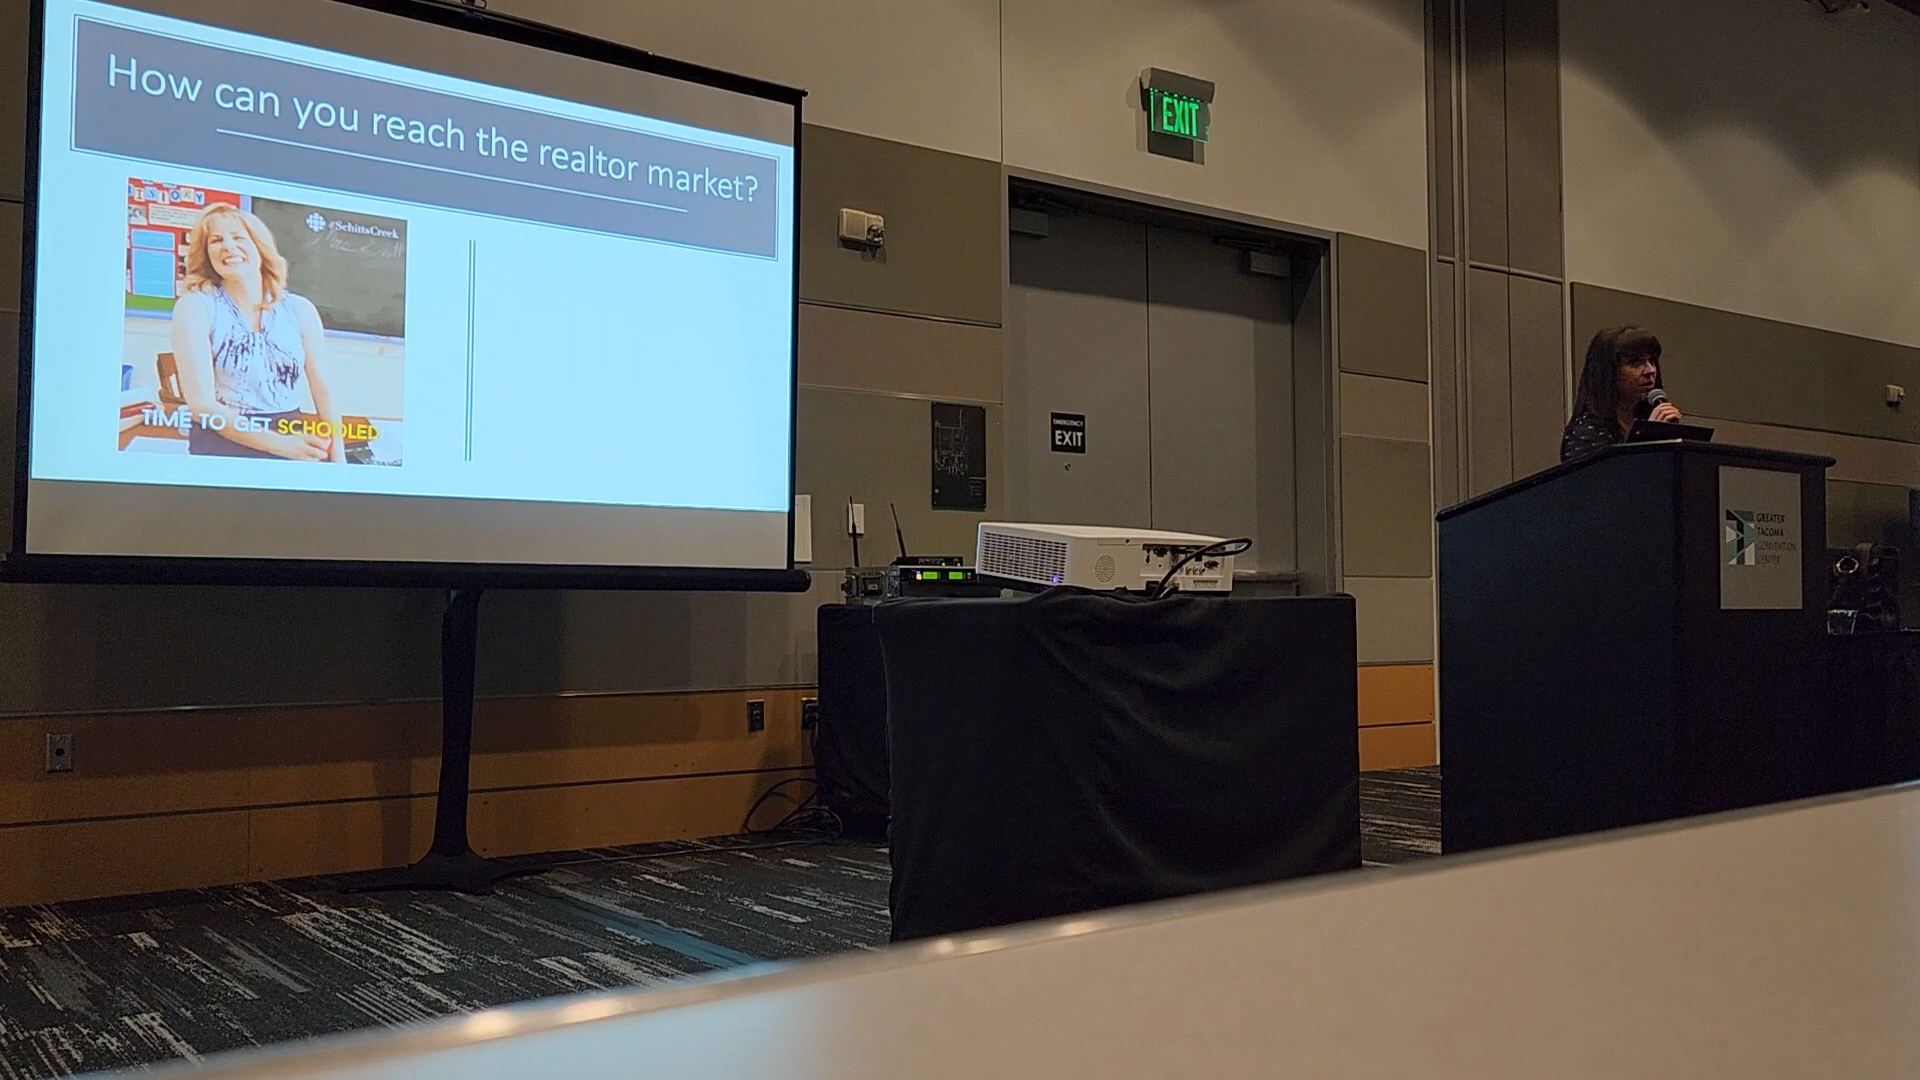 How can you reach the realtor market?
#SchittsCreek
TIME TO GET SCHOOLED
EXIT
EMERGENCY
EXIT
GREATER
TACOMA
CONVENTION
CENTER